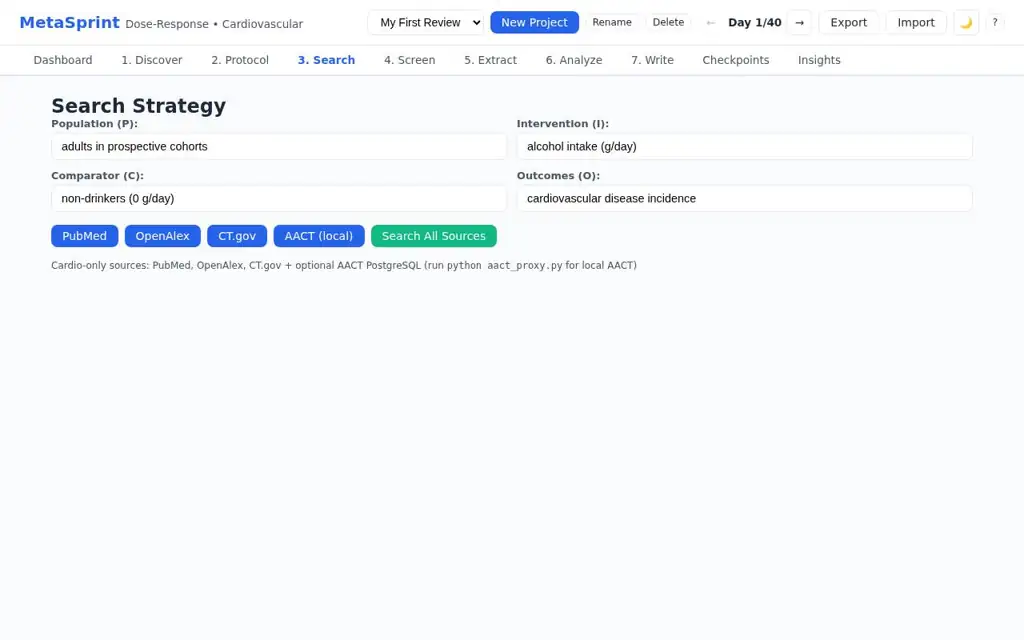 MetaSprint Dose-Response • Cardiovascular My First Review New Project Rename Delete ← Day 1/40 → Export Import 🌙 ?
Dashboard 1. Discover 2. Protocol 3. Search 4. Screen 5. Extract 6. Analyze 7. Write Checkpoints Insights
Search Strategy
Population (P): Intervention (I):
adults in prospective cohorts alcohol intake (g/day)
Comparator (C): Outcomes (O):
non-drinkers (0 g/day) cardiovascular disease incidence
PubMed OpenAlex CT.gov AACT (local) Search All Sources
Cardio-only sources: PubMed, OpenAlex, CT.gov + optional AACT PostgreSQL (run python aact_proxy.py for local AACT)